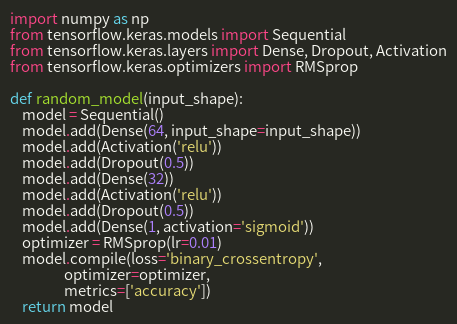 import numpy as np
from tensorflow.keras.models import Sequential
from tensorflow.keras.layers import Dense, Dropout, Activation
from tensorflow.keras.optimizers import RMSprop

def random_model(input_shape):
    model = Sequential()
    model.add(Dense(64, input_shape=input_shape))
    model.add(Activation('relu'))
    model.add(Dropout(0.5))
    model.add(Dense(32))
    model.add(Activation('relu'))
    model.add(Dropout(0.5))
    model.add(Dense(1, activation='sigmoid'))
    optimizer = RMSprop(lr=0.01)
    model.compile(loss='binary_crossentropy',
                  optimizer=optimizer,
                  metrics=['accuracy'])
    return model